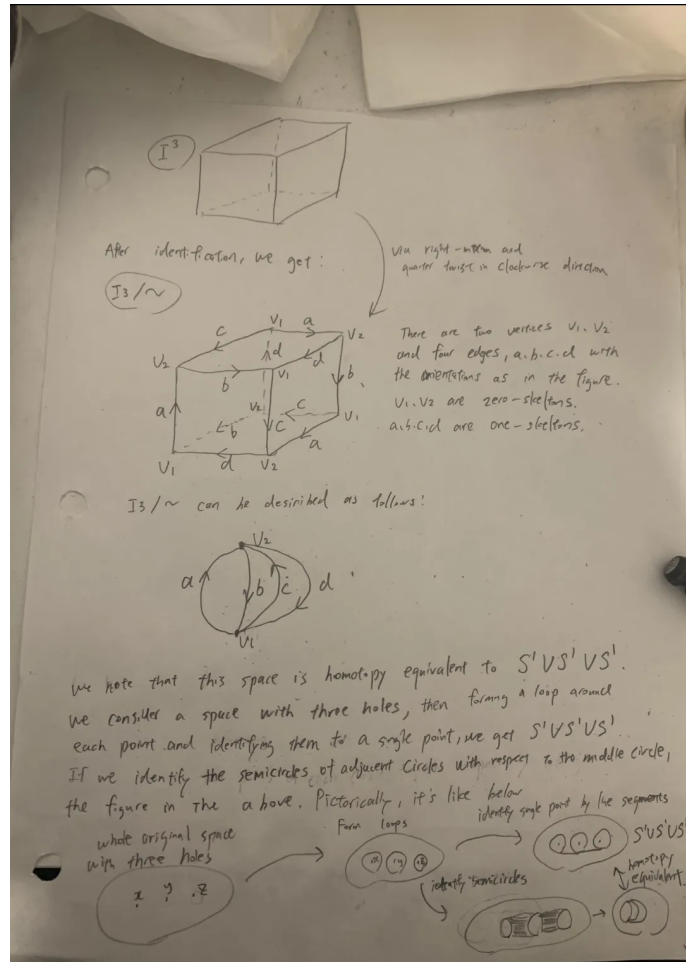 I³
After identification, we get:
via right-
and
quarter twist in clockwise direction
I3/~
V1 a V2
c
d d
V2 b V1
b
There are two vertices V1, V2
and four edges, a.b.c.d with
the orientations as in the figure.
V1. V2 are zero-skeltons.
a.b.c.d are one-skeltons.
a V2 c V1
b c a
V1 d V2
I3/~ can be desiribed as follows:
V2
a b c d
V1
we note that this space is homotopy equivalent to S¹VS¹VS¹.
we consider a space with three holes, then forming a loop around
each point and identifying them to a single point, we get S¹VS¹VS¹
If we identify the semicircles of adjacent circles with respect to the middle circle,
the figure in the above. Pictorically, it's like below
whole original space
with three holes
Form loops
identify single point by line segments
x y z
x y z
S¹VS¹VS¹
identify semicircles
homotopy
equivalent